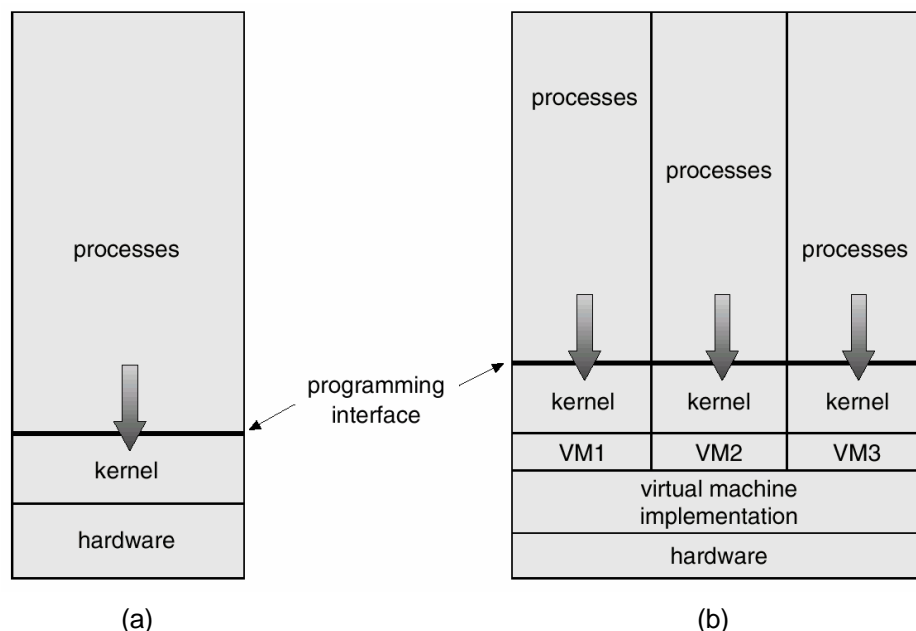 processes
kernel
hardware
(a)
programming
interface
processes
processes
processes
kernel
kernel
kernel
VM1
VM2
VM3
virtual machine
implementation
hardware
(b)